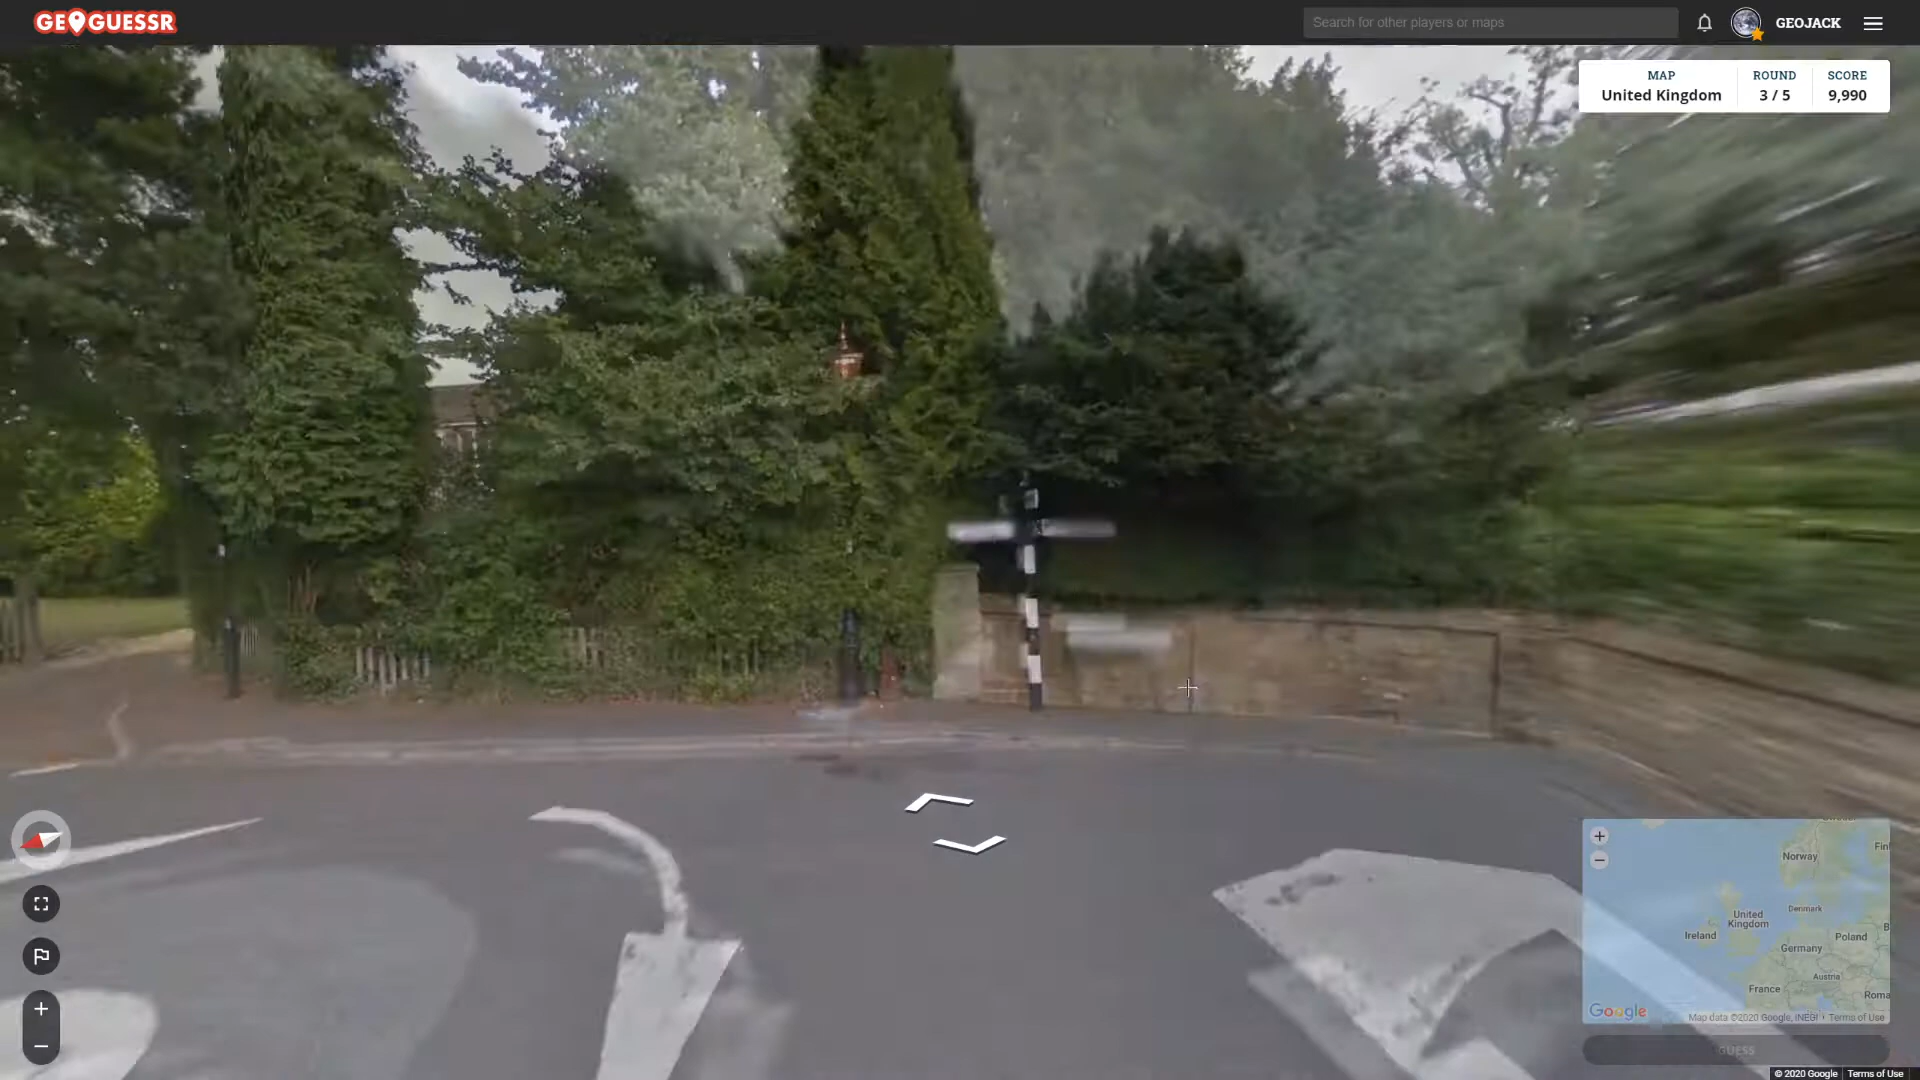 GEOGUESSR
Search for other players or maps
GEOJACK
MAP
United Kingdom
ROUND
3 / 5
SCORE
9,990
Norway
United
Kingdom
Denmark
Ireland
Poland
Germany
Austria
France
Roma
Google
Map data ©2020 Google, INEGI
Terms of Use
GUESS
© 2020 Google
Terms of Use